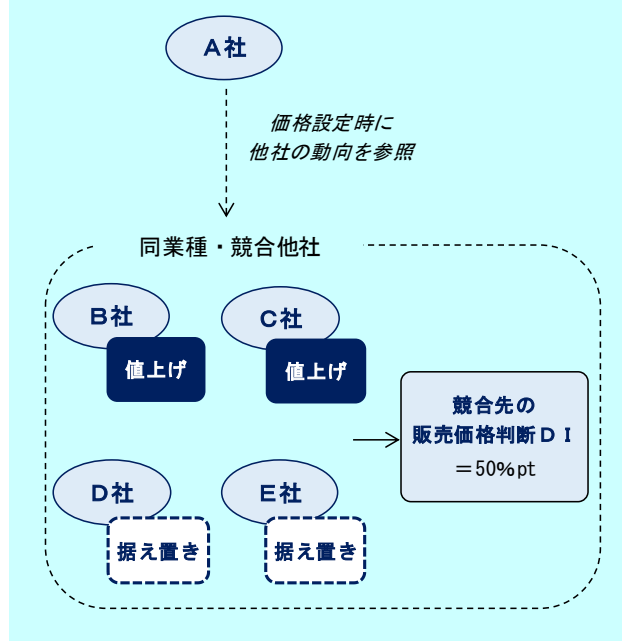 A社
価格設定時に
他社の動向を参照
同業種・競合他社
B社
C社
値上げ
値上げ
競合先の
販売価格判断DI
=50%pt
D社
E社
据え置き
据え置き